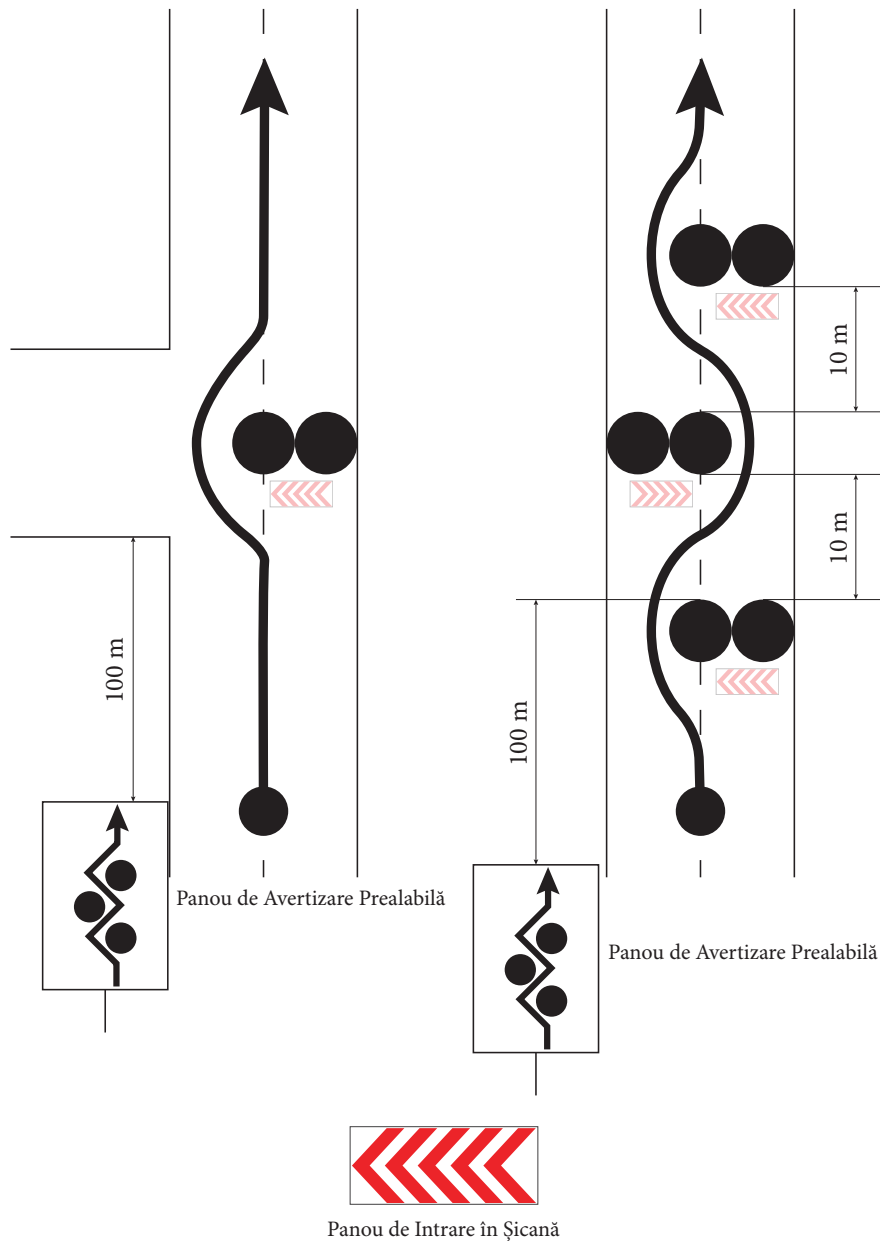 10 m
10 m
100 m
100 m
Panou de Avertizare Prealabilă
Panou de Avertizare Prealabilă
Panou de Intrare în Șicană